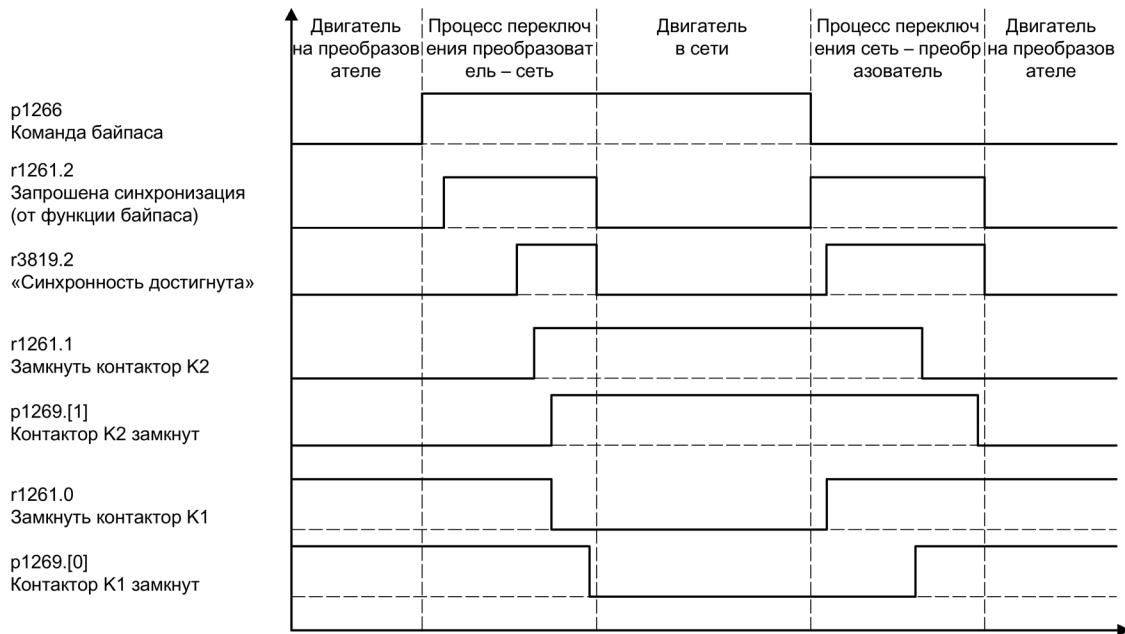 Двигатель
на преобразов
ателе
Процесс переключ
ения преобразоват
ель – сеть
Двигатель
в сети
Процесс переключ
ения сеть – преобр
азователь
Двигатель
на преобразов
ателе
p1266
Команда байпаса
r1261.2
Запрошена синхронизация
(от функции байпаса)
r3819.2
«Синхронность достигнута»
r1261.1
Замкнуть контактор K2
p1269.[1]
Контактор K2 замкнут
r1261.0
Замкнуть контактор K1
p1269.[0]
Контактор K1 замкнут